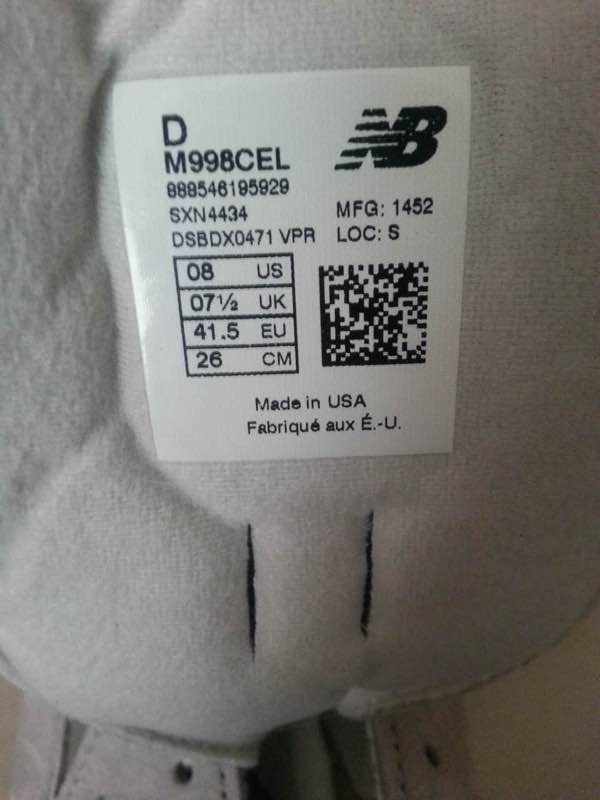 D
NB
M998CEL
888546195929
SXN4434
MFG: 1452
DSBDX0471 VPR
LOC: S
08 US
07½ UK
41.5 EU
26 CM
Made in USA
Fabriqué aux É.-U.